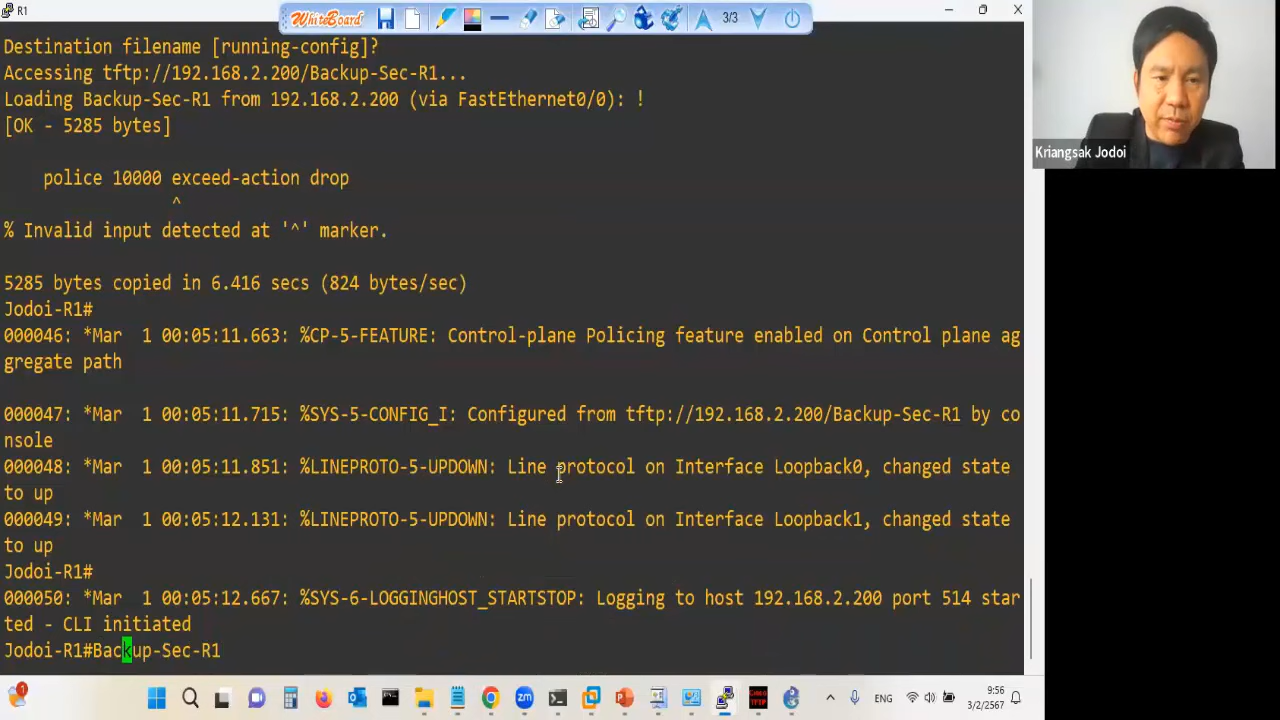 R1
WhiteBoard
3/3
Destination filename [running-config]?
Accessing tftp://192.168.2.200/Backup-Sec-R1...
Loading Backup-Sec-R1 from 192.168.2.200 (via FastEthernet0/0): !
[OK - 5285 bytes]
police 10000 exceed-action drop
^
% Invalid input detected at '^' marker.
5285 bytes copied in 6.416 secs (824 bytes/sec)
Jodoi-R1#
000046: *Mar  1 00:05:11.663: %CP-5-FEATURE: Control-plane Policing feature enabled on Control plane ag
gregate path
000047: *Mar  1 00:05:11.715: %SYS-5-CONFIG_I: Configured from tftp://192.168.2.200/Backup-Sec-R1 by co
nsole
000048: *Mar  1 00:05:11.851: %LINEPROTO-5-UPDOWN: Line protocol on Interface Loopback0, changed state
to up
000049: *Mar  1 00:05:12.131: %LINEPROTO-5-UPDOWN: Line protocol on Interface Loopback1, changed state
to up
Jodoi-R1#
000050: *Mar  1 00:05:12.667: %SYS-6-LOGGINGHOST_STARTSTOP: Logging to host 192.168.2.200 port 514 star
ted - CLI initiated
Jodoi-R1#Backup-Sec-R1
Kriangsak Jodoi
1
zm
ENG
9:56
3/2/2567